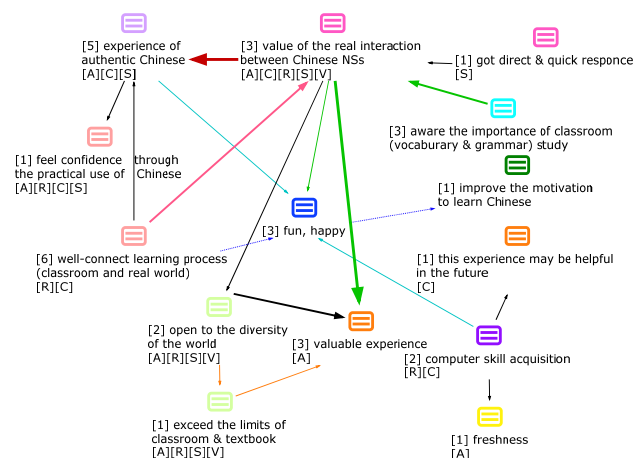 [5] experience of
authentic Chinese
[A][C][S]
[3] value of the real interaction
between Chinese NSs
[A][C][R][S][V]
[1] got direct & quick responce
[S]
[3] aware the importance of classroom
(vocaburary & grammar) study
[1] feel confidence through
the practical use of Chinese
[A][R][C][S]
[1] improve the motivation
to learn Chinese
[3] fun, happy
[6] well-connect learning process
(classroom and real world)
[R][C]
[1] this experience may be helpful
in the future
[C]
[2] open to the diversity
of the world
[A][R][S][V]
[3] valuable experience
[A]
[2] computer skill acquisition
[R][C]
[1] exceed the limits of
classroom & textbook
[A][R][S][V]
[1] freshness
[A]